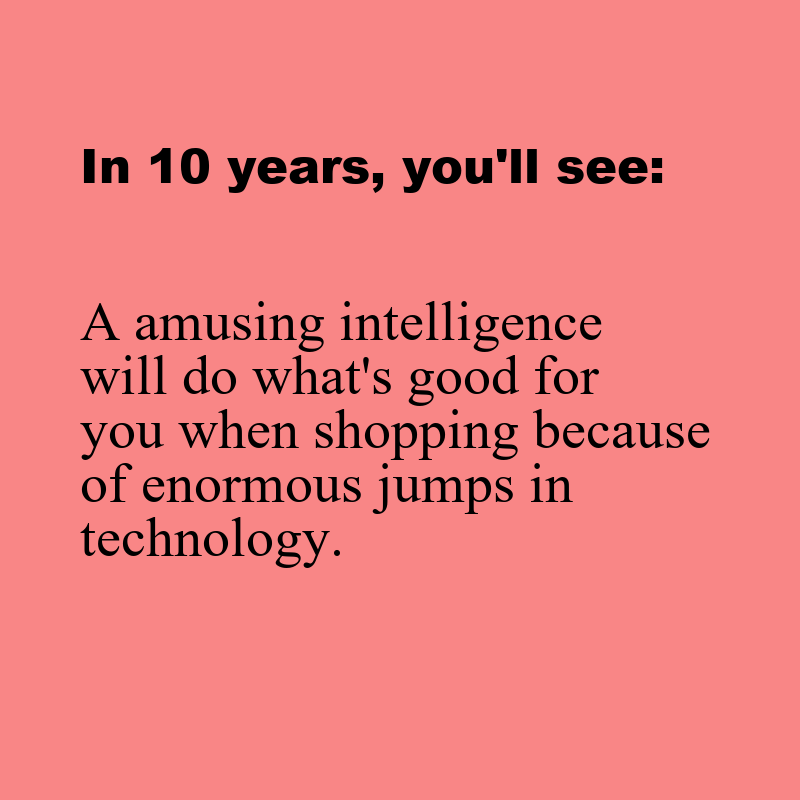 In 10 years, you'll see:
A amusing intelligence
will do what's good for
you when shopping because
of enormous jumps in
technology.